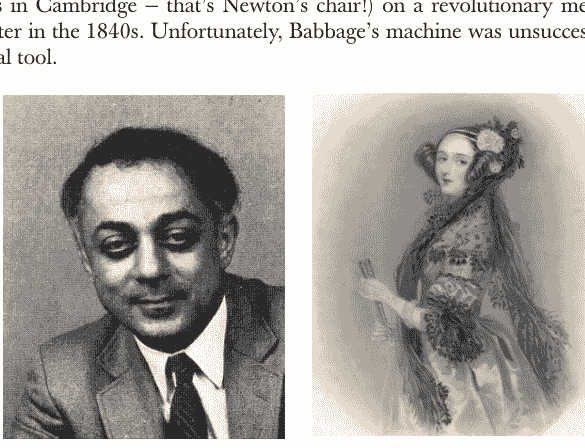 s in Cambridge – that's Newton's chair!) on a revolutionary me
ter in the 1840s. Unfortunately, Babbage's machine was unsucces
al tool.